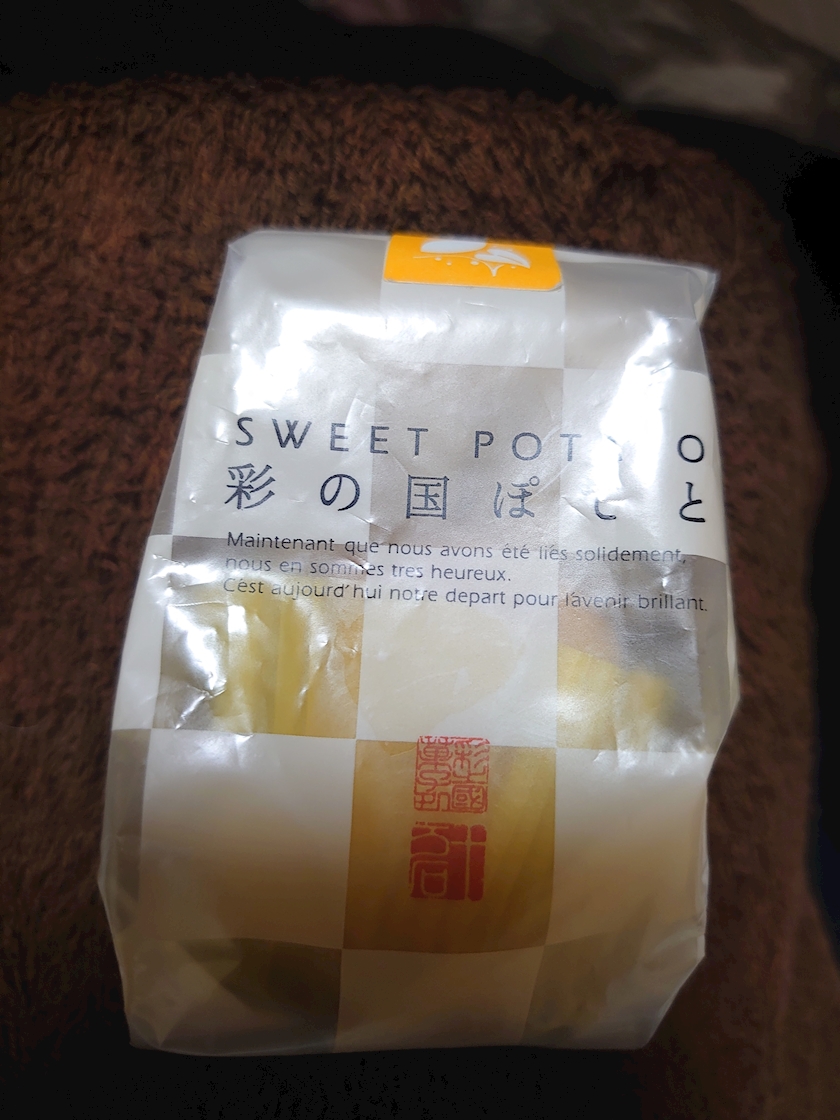 SWEET POTATO
彩の国ぽてと
Maintenant que nous avons été liés solidement,
nous en sommes tres heureux.
C'est aujourd'hui notre depart pour l'avenir brillant.